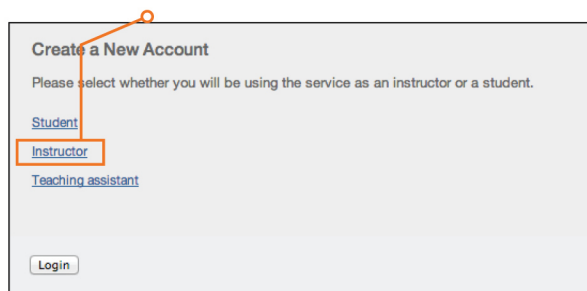 Create a New Account
Please select whether you will be using the service as an instructor or a student.
Student
Instructor
Teaching assistant
Login